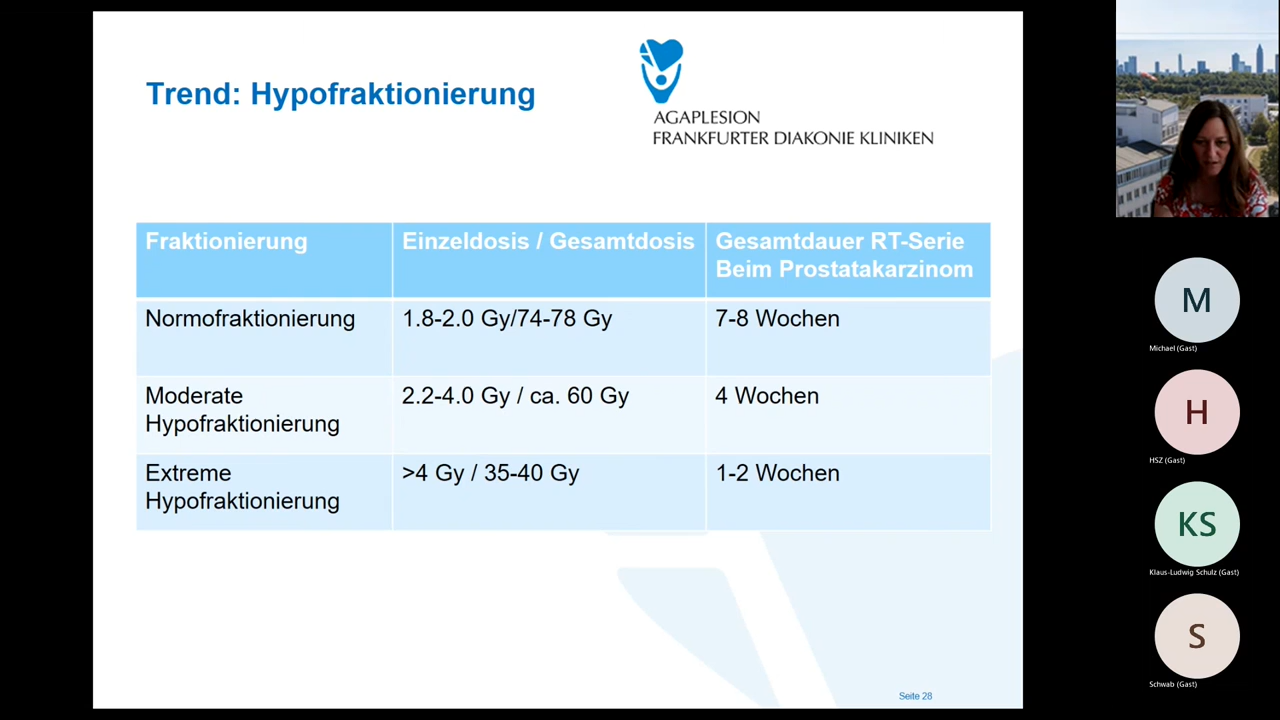 Trend: Hypofraktionierung
AGAPLESION
FRANKFURTER DIAKONIE KLINIKEN
Fraktionierung
Einzeldosis / Gesamtdosis
Gesamtdauer RT-Serie
Beim Prostatakarzinom
Normofraktionierung
1.8-2.0 Gy/74-78 Gy
7-8 Wochen
Moderate
Hypofraktionierung
2.2-4.0 Gy / ca. 60 Gy
4 Wochen
Extreme
Hypofraktionierung
>4 Gy / 35-40 Gy
1-2 Wochen
Seite 28
M
Michael (Gast)
H
HSZ (Gast)
KS
Klaus-Ludwig Schulz (Gast)
S
Schwab (Gast)